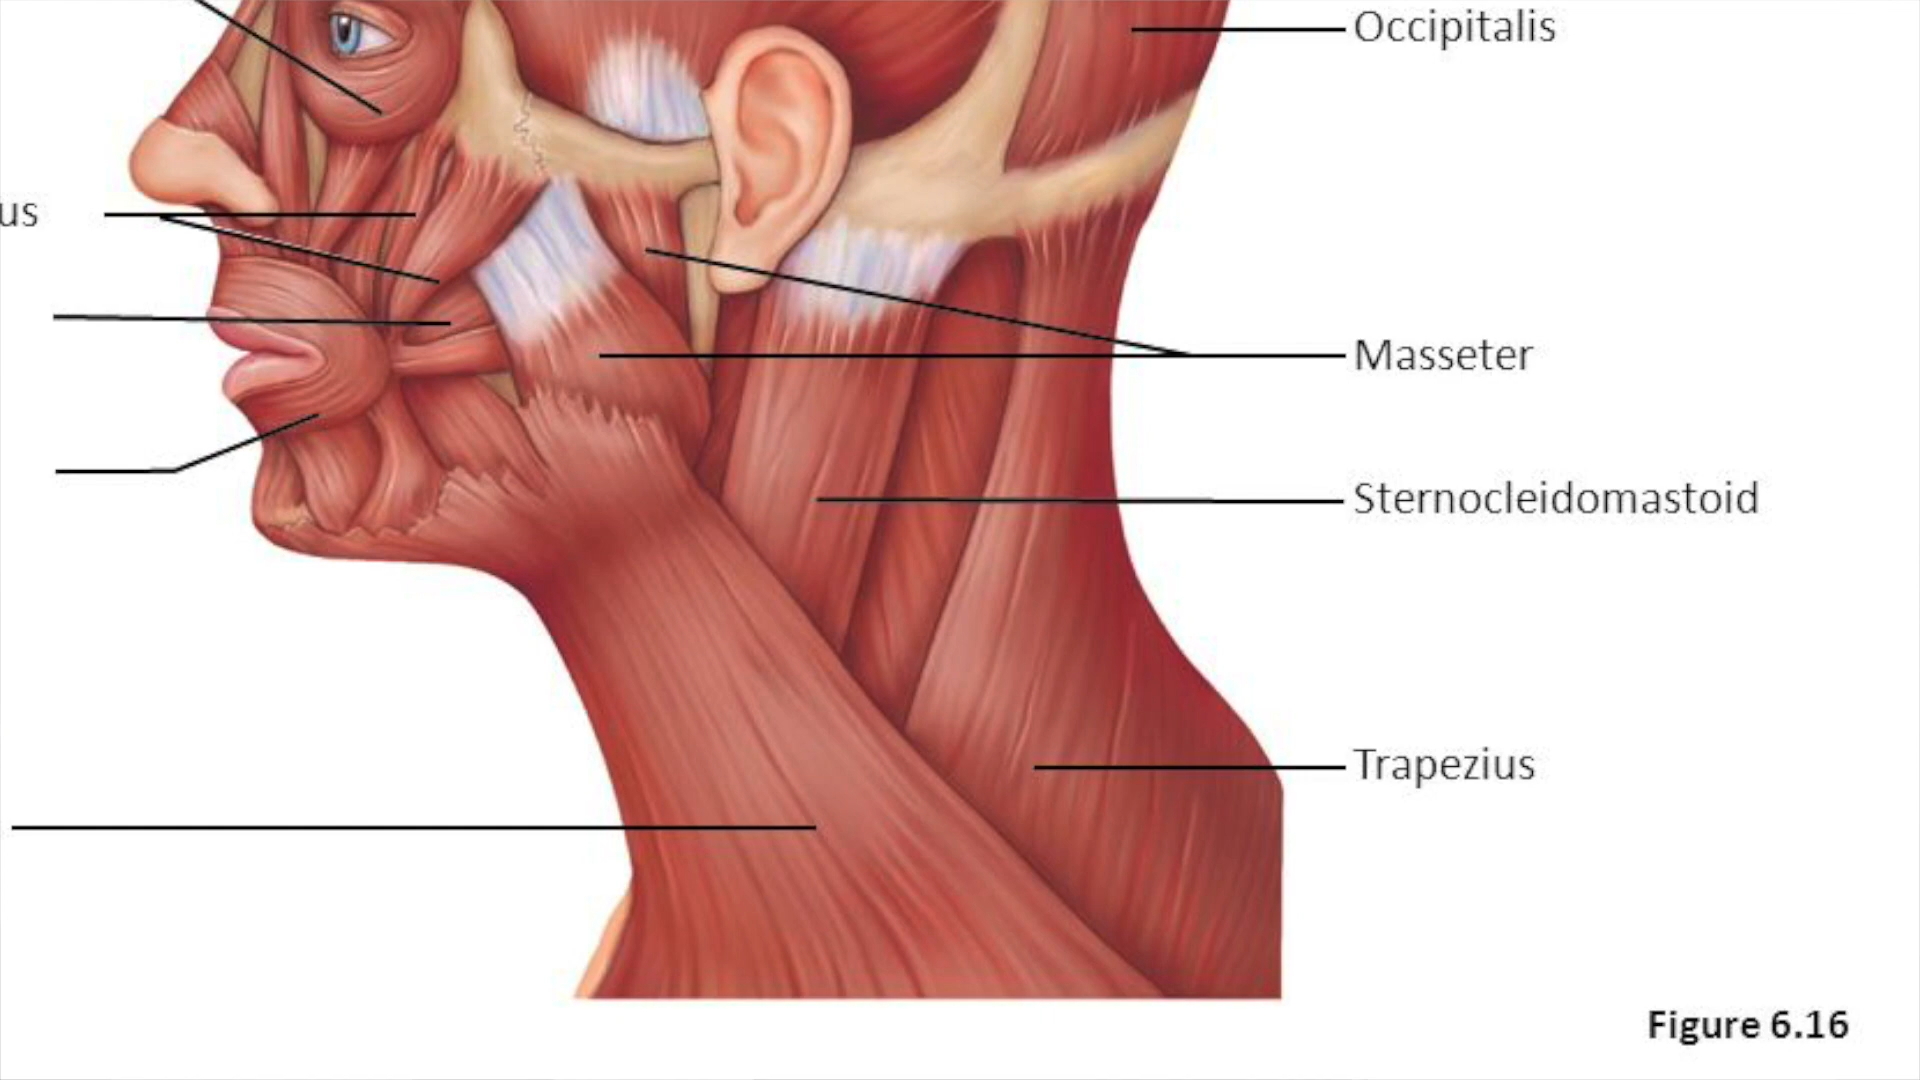 Occipitalis
us
Masseter
Sternocleidomastoid
Trapezius
Figure 6.16